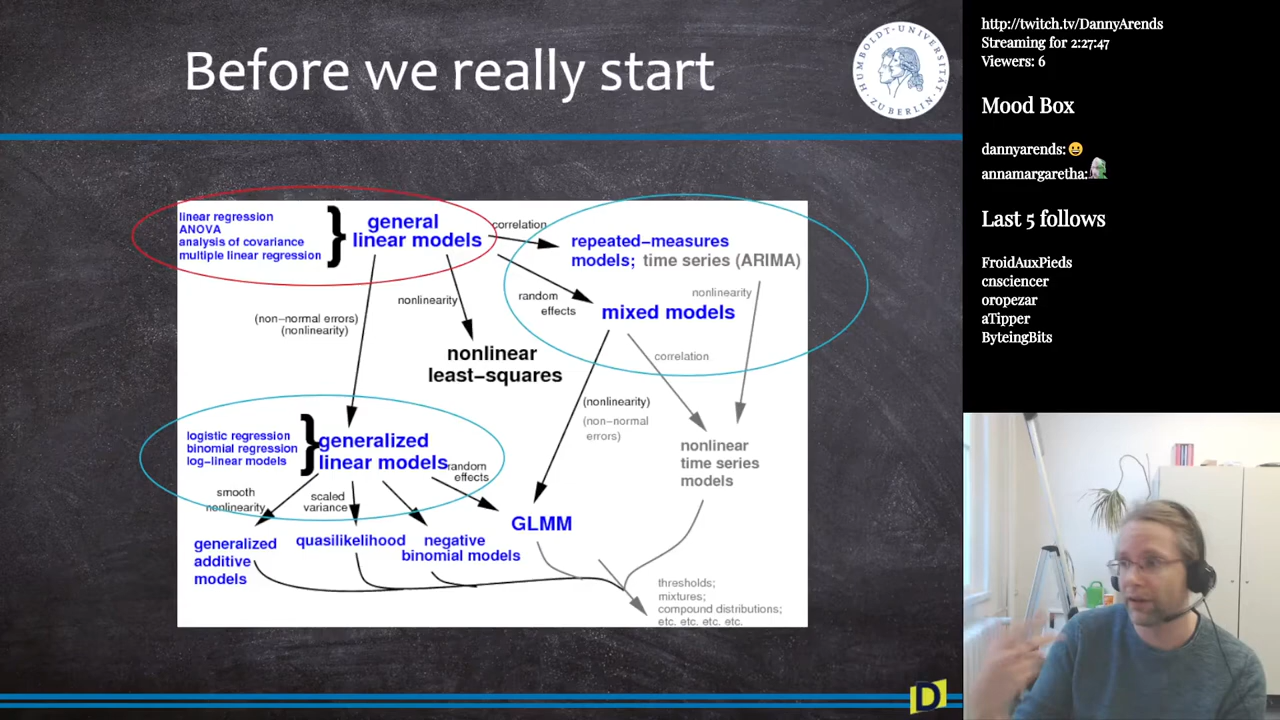 Before we really start
HUMBOLDT-UNIVERSITÄT
ZU BERLIN
linear regression
ANOVA
analysis of covariance
multiple linear regression
}
general
linear models
correlation
repeated-measures
models; time series (ARIMA)
nonlinearity
random
effects
nonlinearity
mixed models
(non-normal errors)
(nonlinearity)
nonlinear
least-squares
correlation
(nonlinearity)
(non-normal
errors)
logistic regression
binomial regression
log-linear models
}
generalized
linear models
random
effects
nonlinear
time series
models
smooth
nonlinearity
scaled
variance
GLMM
generalized
additive
models
quasilikelihood
negative
binomial models
thresholds;
mixtures;
compound distributions;
etc. etc. etc. etc.
D
http://twitch.tv/DannyArends
Streaming for 2:27:47
Viewers: 6
Mood Box
dannyarends:😀
annamargaretha:
Last 5 follows
FroidAuxPieds
cnsciencer
oropezar
aTipper
ByteingBits